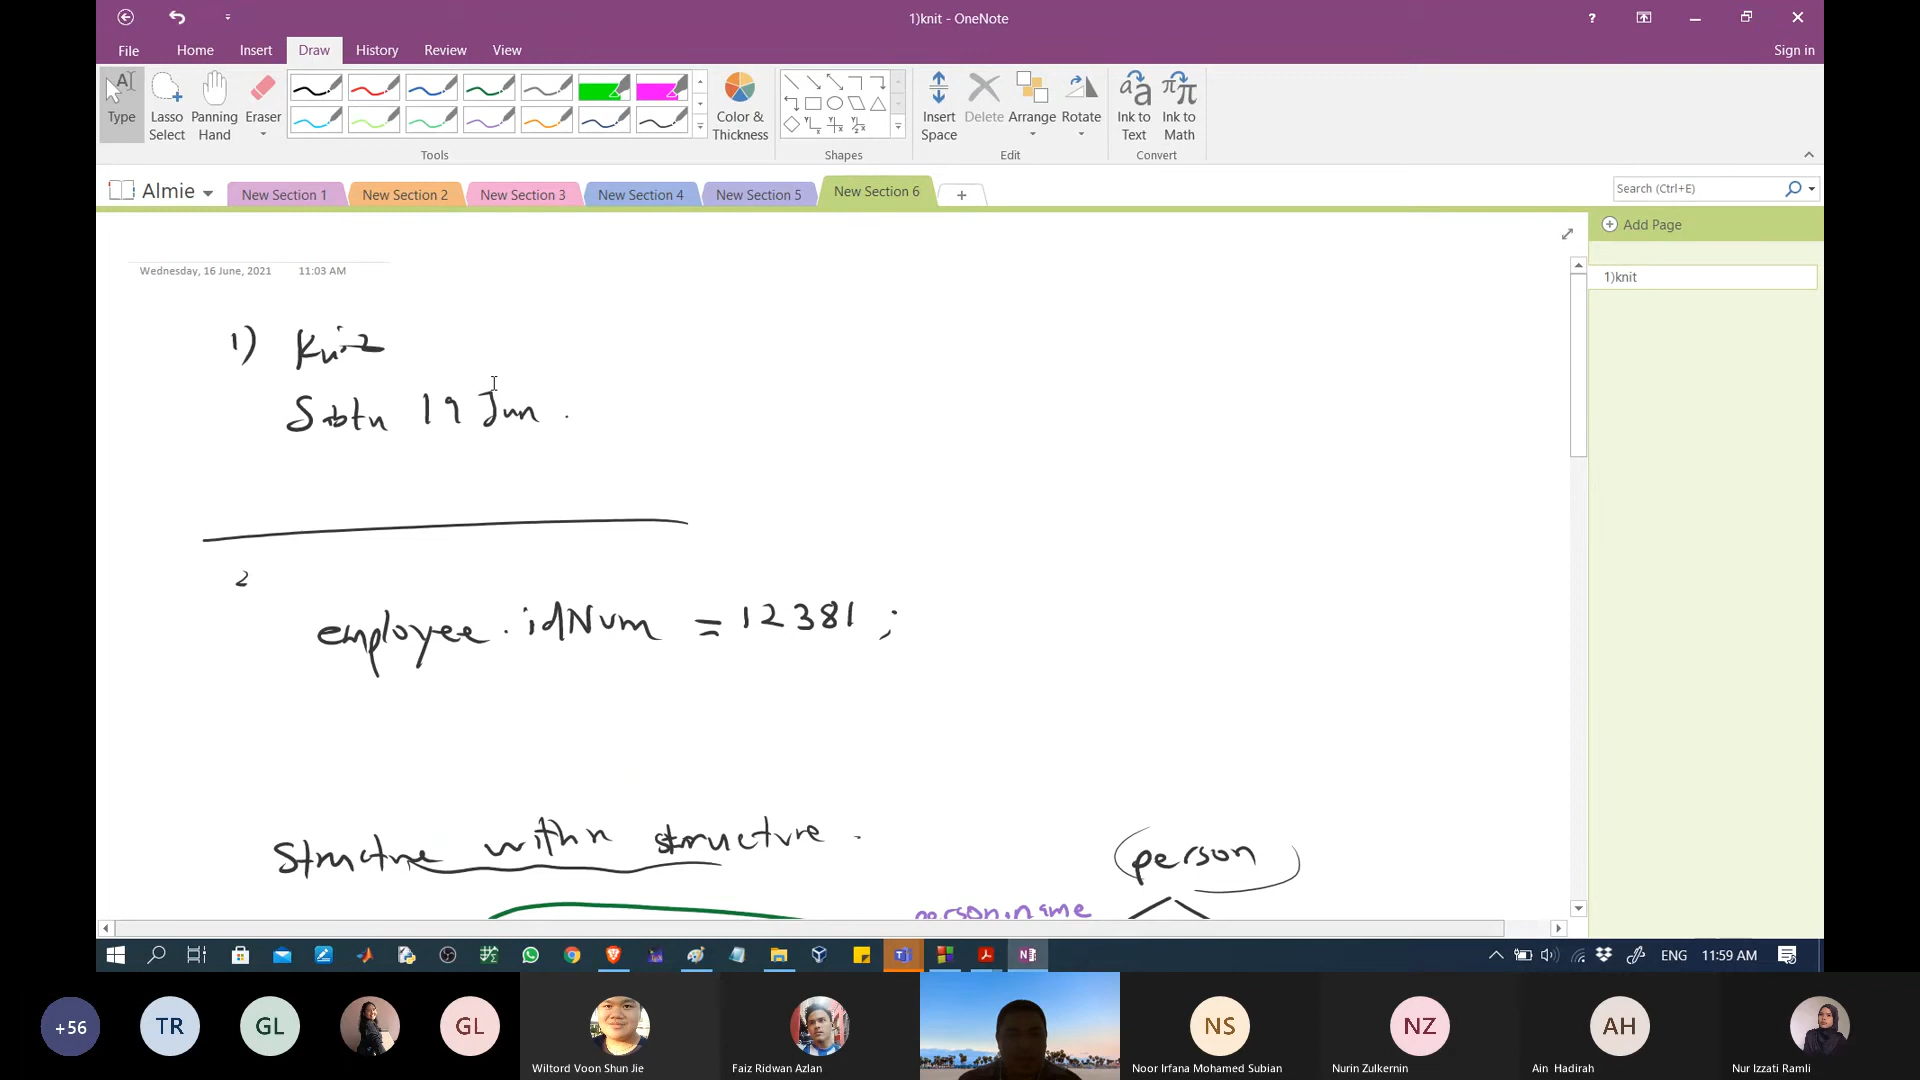 1)knit - OneNote
?
File Home Insert Draw History Review View Sign in
Type
Lasso Select
Panning Hand
Eraser
Color & Thickness
Insert Space
Delete
Arrange
Rotate
Ink to Text
Ink to Math
Tools Shapes Edit Convert
Almie New Section 1 New Section 2 New Section 3 New Section 4 New Section 5 New Section 6 + Search (Ctrl+E)
Add Page
1)knit
Wednesday, 16 June, 2021 11:03 AM
1) Kuiz
Sabtu 19 Jun.
2
employee.idNum = 12381;
Structure within structure.
person
person.name
ENG 11:59 AM
+56 TR GL GL NS NZ AH
Wiltord Voon Shun Jie Faiz Ridwan Azlan Noor Irfana Mohamed Subian Nurin Zulkernin Ain Hadirah Nur Izzati Ramli